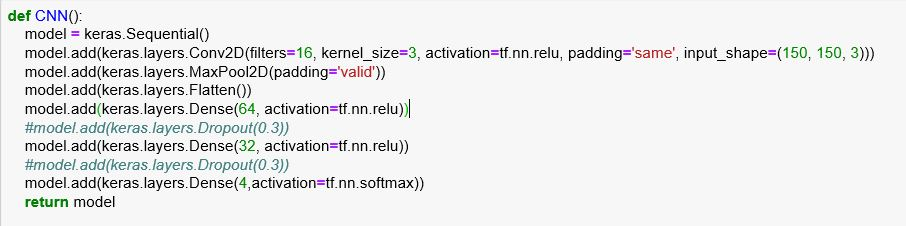 def CNN():
    model = keras.Sequential()
    model.add(keras.layers.Conv2D(filters=16, kernel_size=3, activation=tf.nn.relu, padding='same', input_shape=(150, 150, 3)))
    model.add(keras.layers.MaxPool2D(padding='valid'))
    model.add(keras.layers.Flatten())
    model.add(keras.layers.Dense(64, activation=tf.nn.relu))
    #model.add(keras.layers.Dropout(0.3))
    model.add(keras.layers.Dense(32, activation=tf.nn.relu))
    #model.add(keras.layers.Dropout(0.3))
    model.add(keras.layers.Dense(4,activation=tf.nn.softmax))
    return model